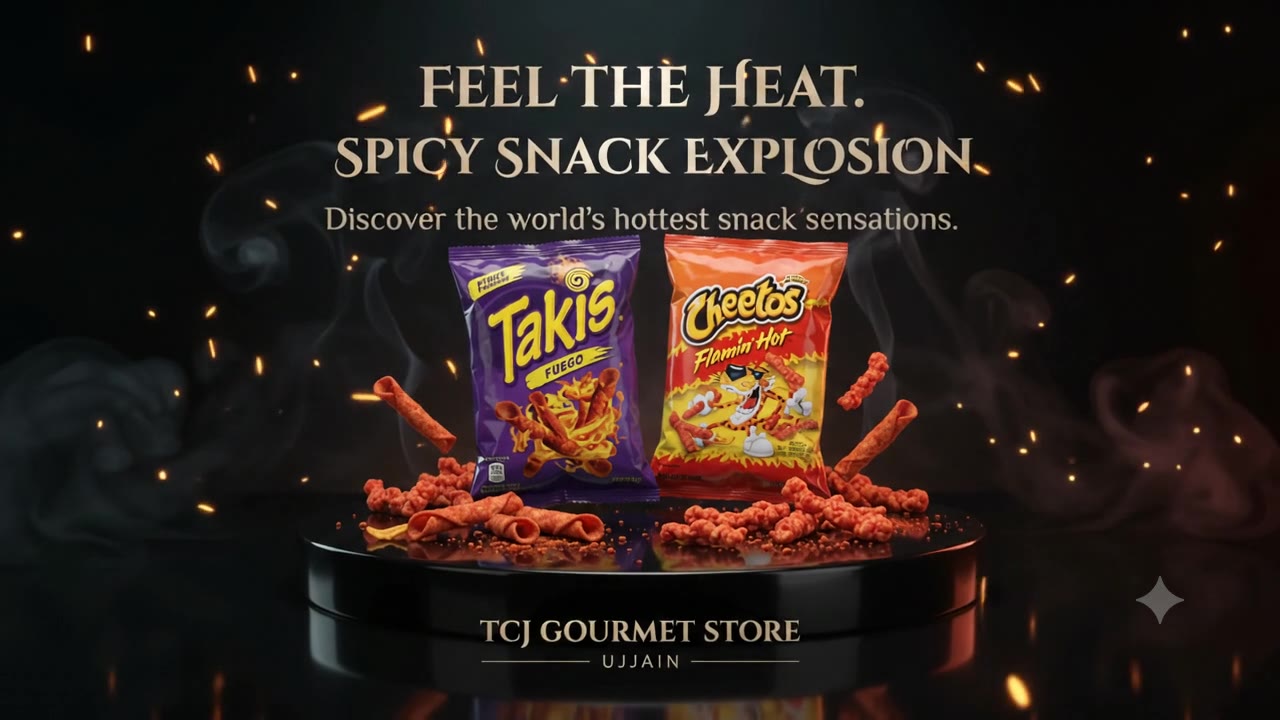 FEEL THE HEAT.
SPICY SNACK EXPLOSION
Discover the world's hottest snack sensations.
Takis
FUEGO
Cheetos
Flamin' Hot
TCJ GOURMET STORE
UJJAIN